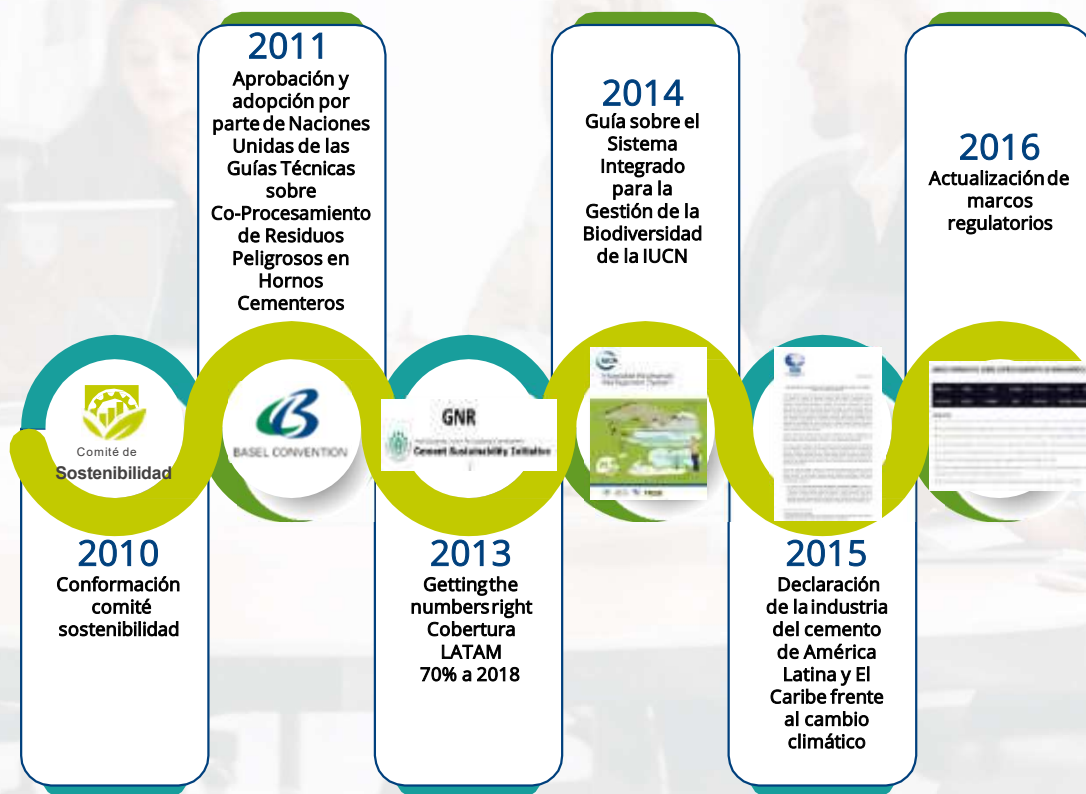 2011
Aprobación y
adopción por
parte de Naciones
Unidas de las
Guías Técnicas
sobre
Co-Procesamiento
de Residuos
Peligrosos en
Hornos
Cementeros
2014
Guía sobre el
Sistema
Integrado
para la
Gestión de la
Biodiversidad
de la IUCN
2016
Actualización de
marcos
regulatorios
Comité de
Sostenibilidad
BASEL CONVENTION
GNR
Cement Sustainability Initiative
2010
Conformación
comité
sostenibilidad
2013
Getting the
numbers right
Cobertura
LATAM
70% a 2018
2015
Declaración
de la industria
del cemento
de América
Latina y El
Caribe frente
al cambio
climático